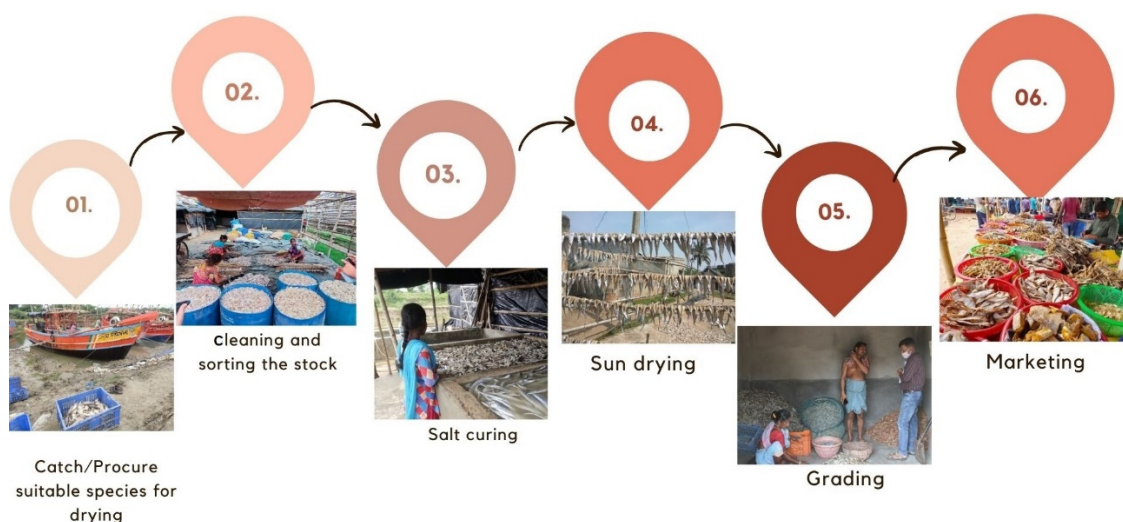 01.
Catch/Procure
suitable species for
drying
02.
Cleaning and
sorting the stock
03.
Salt curing
04.
Sun drying
05.
Grading
06.
Marketing